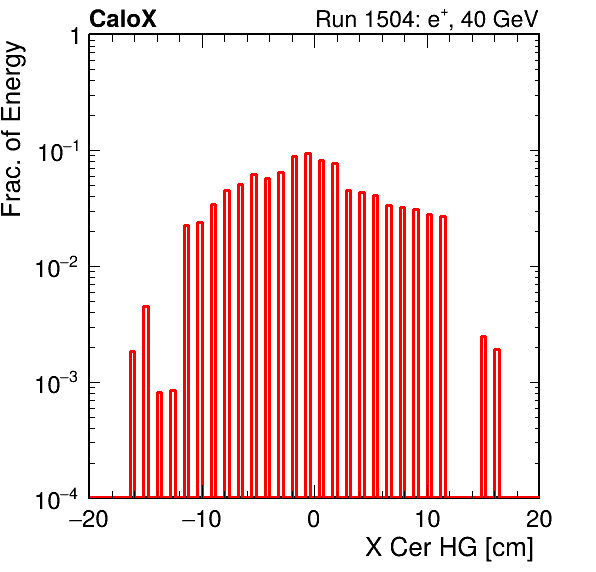 CaloX Run 1504: e⁺, 40 GeV
Frac. of Energy
1
10⁻¹
10⁻²
10⁻³
10⁻⁴
−20 −10 0 10 20
X Cer HG [cm]